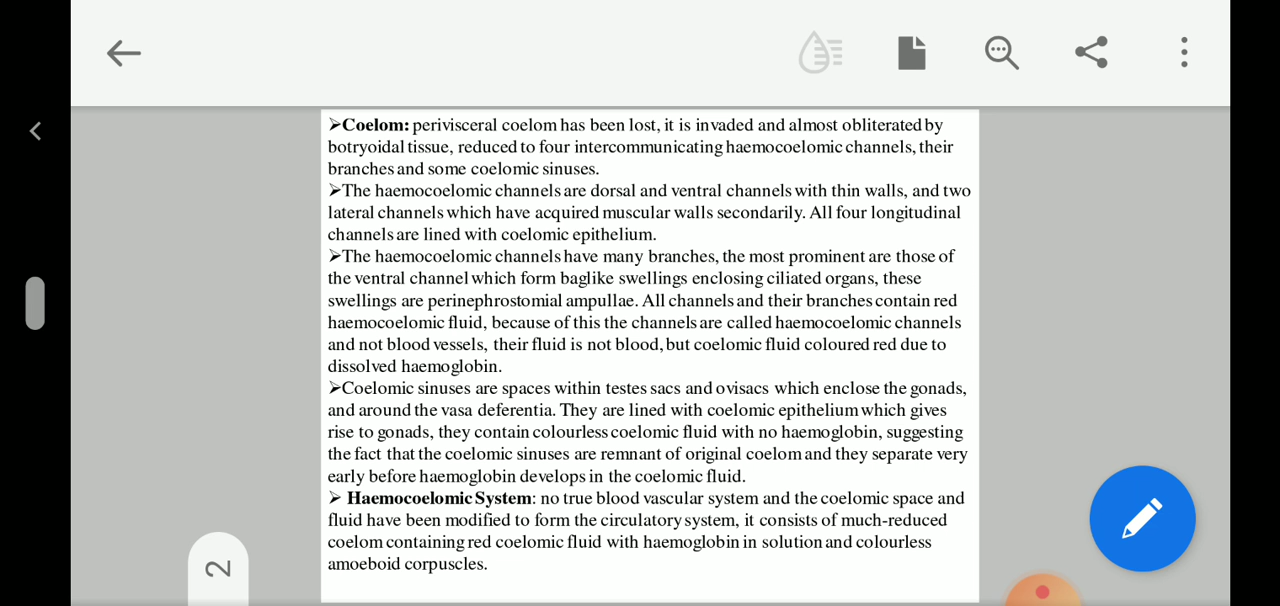 ➢Coelom: perivisceral coelom has been lost, it is invaded and almost obliterated by
botryoidal tissue, reduced to four intercommunicating haemocoelomic channels, their
branches and some coelomic sinuses.
➢The haemocoelomic channels are dorsal and ventral channels with thin walls, and two
lateral channels which have acquired muscular walls secondarily. All four longitudinal
channels are lined with coelomic epithelium.
➢The haemocoelomic channels have many branches, the most prominent are those of
the ventral channel which form baglike swellings enclosing ciliated organs, these
swellings are perinephrostomial ampullae. All channels and their branches contain red
haemocoelomic fluid, because of this the channels are called haemocoelomic channels
and not blood vessels, their fluid is not blood, but coelomic fluid coloured red due to
dissolved haemoglobin.
➢Coelomic sinuses are spaces within testes sacs and ovisacs which enclose the gonads,
and around the vasa deferentia. They are lined with coelomic epithelium which gives
rise to gonads, they contain colourless coelomic fluid with no haemoglobin, suggesting
the fact that the coelomic sinuses are remnant of original coelom and they separate very
early before haemoglobin develops in the coelomic fluid.
➢ Haemocoelomic System: no true blood vascular system and the coelomic space and
fluid have been modified to form the circulatory system, it consists of much-reduced
coelom containing red coelomic fluid with haemoglobin in solution and colourless
amoeboid corpuscles.
2